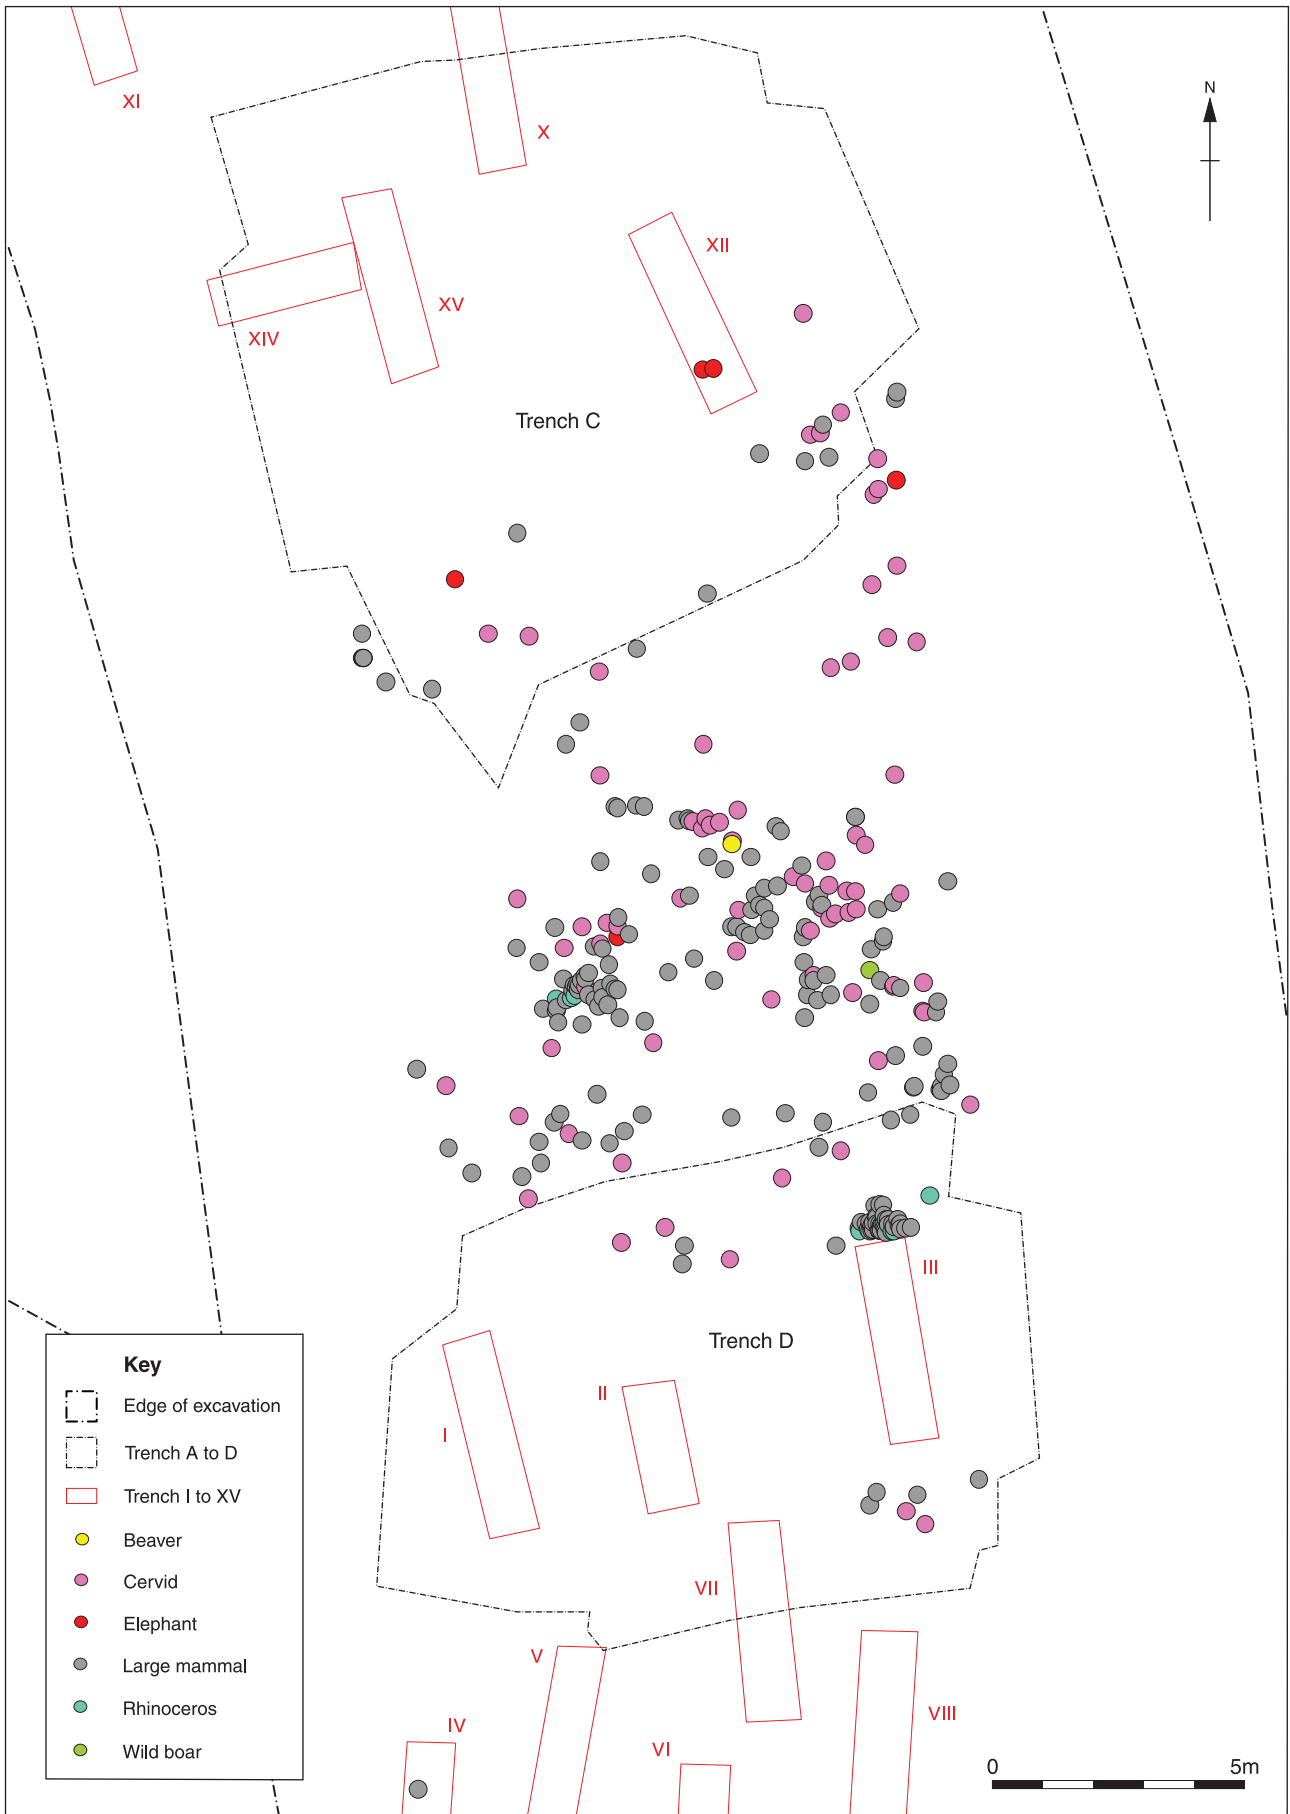 XI
X
N
XII
XV
XIV
Trench C
III
Trench D
II
I
VII
V
IV
VI
VIII
Key
Edge of excavation
Trench A to D
Trench I to XV
Beaver
Cervid
Elephant
Large mammal
Rhinoceros
Wild boar
0 5m